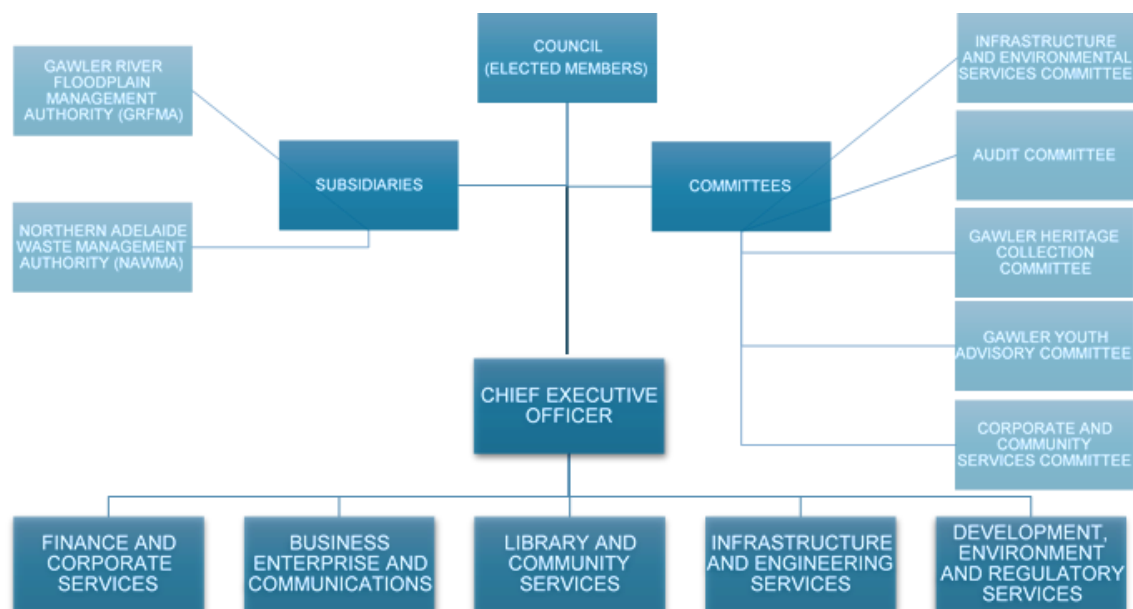 COUNCIL
(ELECTED MEMBERS)
GAWLER RIVER
FLOODPLAIN
MANAGEMENT
AUTHORITY (GRFMA)
SUBSIDIARIES
NORTHERN ADELAIDE
WASTE MANAGEMENT
AUTHORITY (NAWMA)
COMMITTEES
INFRASTRUCTURE
AND ENVIRONMENTAL
SERVICES COMMITTEE
AUDIT COMMITTEE
GAWLER HERITAGE
COLLECTION
COMMITTEE
GAWLER YOUTH
ADVISORY COMMITTEE
CORPORATE AND
COMMUNITY
SERVICES COMMITTEE
CHIEF EXECUTIVE
OFFICER
FINANCE AND
CORPORATE
SERVICES
BUSINESS
ENTERPRISE AND
COMMUNICATIONS
LIBRARY AND
COMMUNITY
SERVICES
INFRASTRUCTURE
AND ENGINEERING
SERVICES
DEVELOPMENT,
ENVIRONMENT
AND REGULATORY
SERVICES